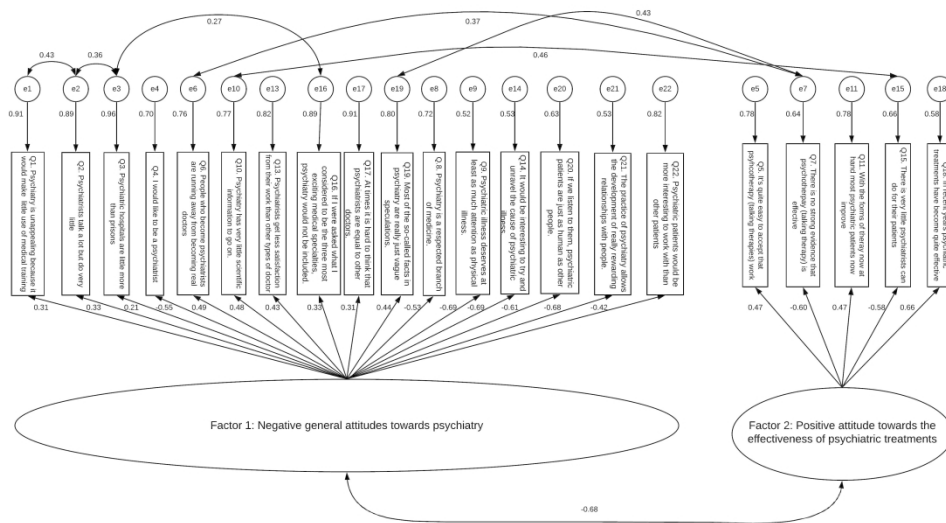 0.27
0.37
0.43
0.43
0.36
0.46
e1
e2
e3
e4
e6
e10
e13
e16
e17
e19
e8
e9
e14
e20
e21
e22
e5
e7
e11
e15
e18
0.91
0.89
0.96
0.70
0.76
0.77
0.82
0.89
0.91
0.80
0.72
0.52
0.53
0.63
0.53
0.82
0.78
0.64
0.78
0.66
0.58
Q1. Psychiatry is unappealing because it
would make little use of medical training
Q2. Psychiatrists talk a lot but do very
little
Q3. Psychiatric hospitals are little more
than prisons
Q4. I would like to be a psychiatrist
Q6. People who become psychiatrists
are running away from becoming real
doctors
Q10. Psychiatry has very little scientific
information to go on.
Q13. Psychiatrists get less satisfaction
from their work than other types of doctor
Q16. If I were asked what I
considered to be the three most
exciting medical specialties,
psychiatry would not be
included.
Q17. At times it is hard to think that
psychiatrists are equal to other
doctors.
Q19. Most of the so-called facts in
psychiatry are really just vague
speculations.
Q.8. Psychiatry is a respected branch
of medicine.
Q9. Psychiatric illness deserves at
least as much attention as physical
illness.
Q14. It would be interesting to try and
unravel the cause of psychiatric
illness.
Q20. If we listen to them, psychiatric
patients are just as human as other
people.
Q21. The practice of psychiatry allows
the development of really rewarding
relationships with people.
Q22. Psychiatric patients would be
more interesting to work with than
other patients
Q5. It's quite easy to accept that
psyhcotherapy (talking therapies) work
Q7. There is no strong evidence that
psychotherpay (talking therapy) is
effective
Q11. With the forms of theray now at
hand most psychiatric patients now
improve
Q15. There is very little psychiatrists can
do for their patients
treatments have become quite effective
0.31
0.33
0.21
-0.55
0.49
0.48
0.43
0.33
0.31
0.44
-0.53
-0.69
-0.69
-0.61
-0.68
-0.42
0.47
-0.60
0.47
-0.58
0.66
Factor 1: Negative general attitudes towards psychiatry
Factor 2: Positive attitude towards the
effectiveness of psychiatric treatments
-0.68